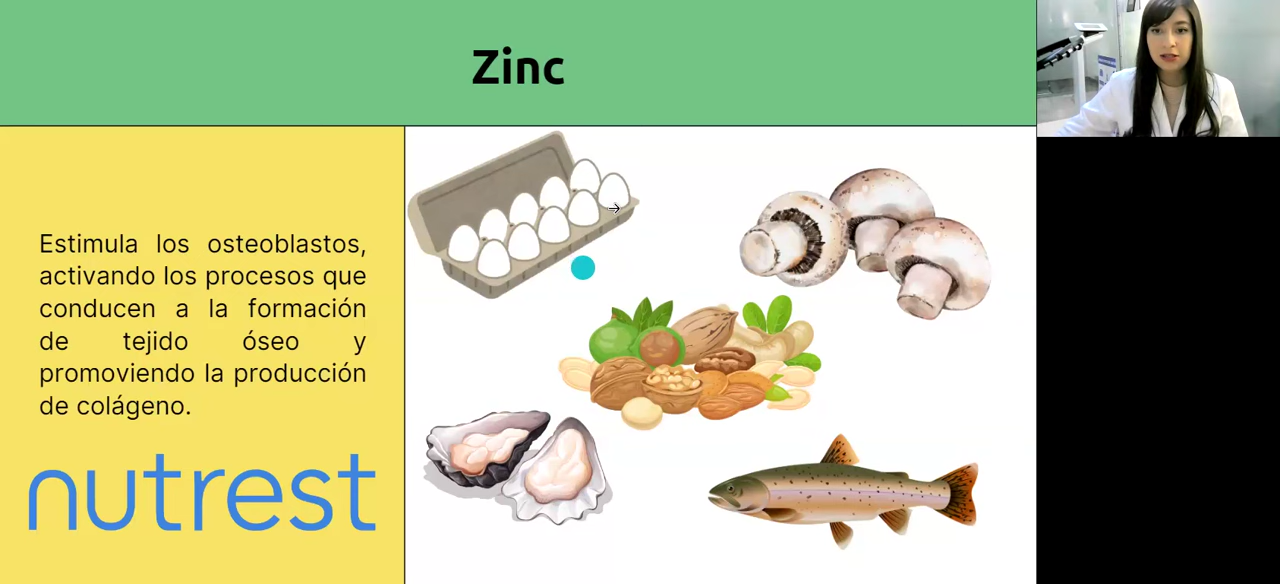 Zinc
Estimula los osteoblastos,
activando los procesos que
conducen a la formación
de tejido óseo y
promoviendo la producción
de colágeno.
nutrest